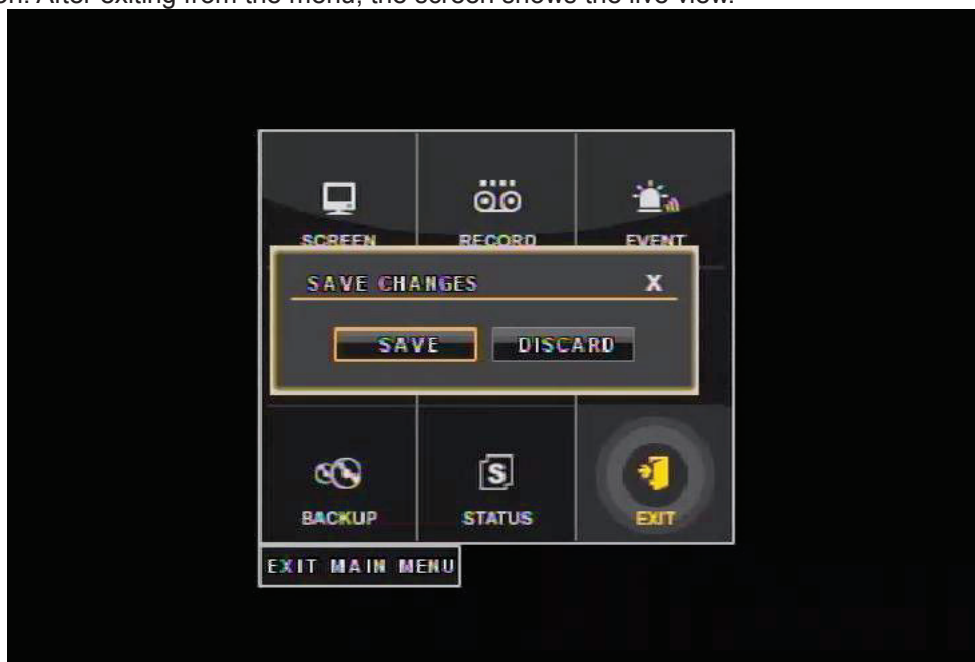 on. After exiting from the menu, the screen shows the live view.
SCREEN RECORD EVENT
SAVE CHANGES X
SAVE DISCARD
BACKUP STATUS EXIT
EXIT MAIN MENU